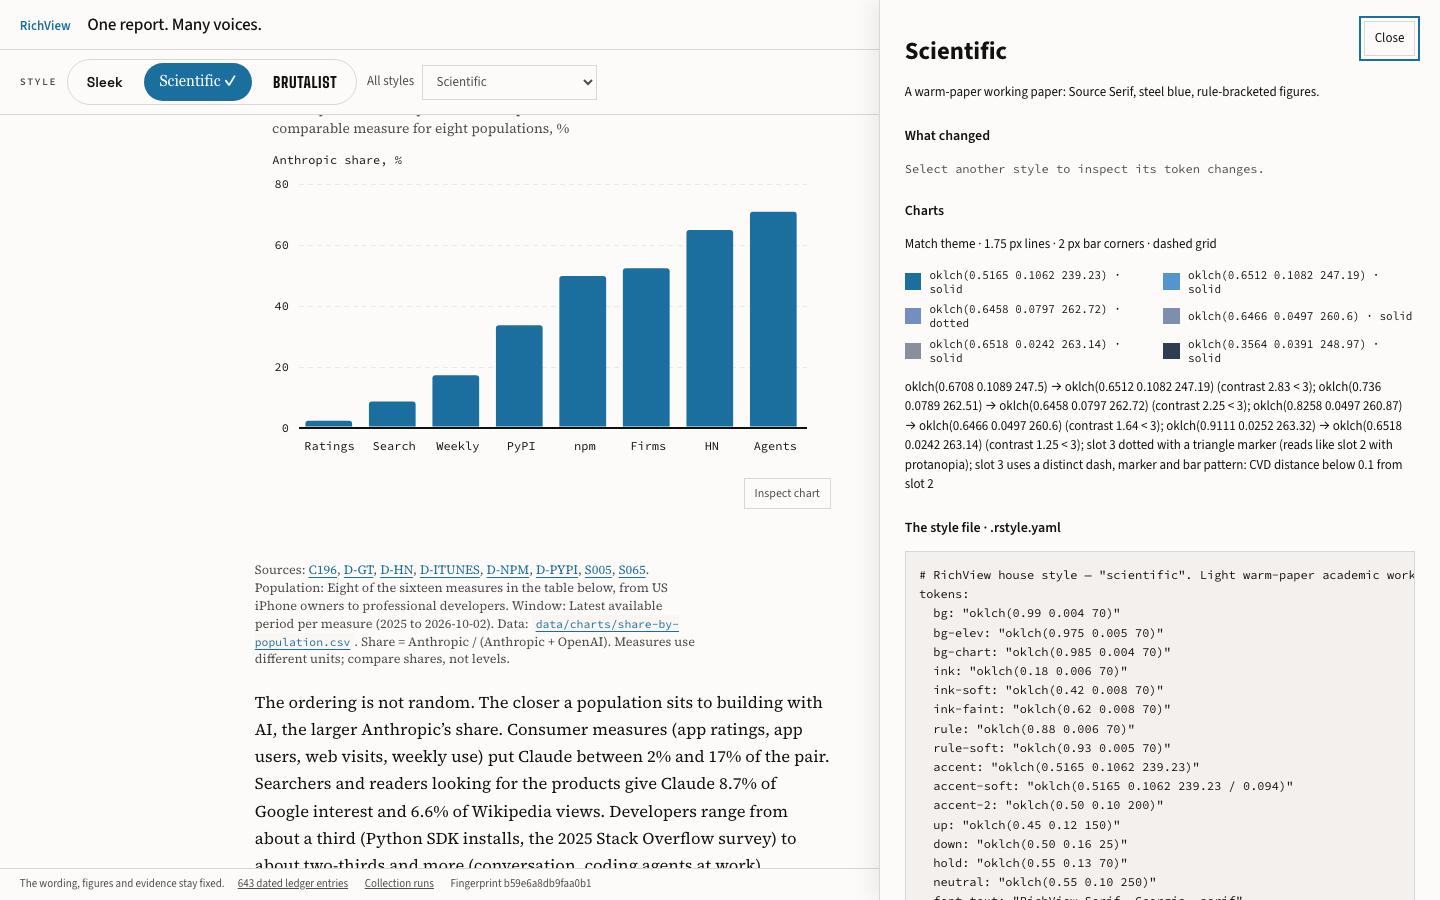 RichView One report. Many voices.
STYLE Sleek Scientific ✓ BRUTALIST All styles Scientific
comparable measure for eight populations, %
Anthropic share, %
80
60
40
20
0
Ratings Search Weekly PyPI npm Firms HN Agents
Inspect chart
Sources: C196, D-GT, D-HN, D-ITUNES, D-NPM, D-PYPI, S005, S065.
Population: Eight of the sixteen measures in the table below, from US
iPhone owners to professional developers. Window: Latest available
period per measure (2025 to 2026-10-02). Data: data/charts/share-by-
population.csv . Share = Anthropic / (Anthropic + OpenAI). Measures use
different units; compare shares, not levels.
The ordering is not random. The closer a population sits to building with
AI, the larger Anthropic’s share. Consumer measures (app ratings, app
users, web visits, weekly use) put Claude between 2% and 17% of the pair.
Searchers and readers looking for the products give Claude 8.7% of
Google interest and 6.6% of Wikipedia views. Developers range from
about a third (Python SDK installs, the 2025 Stack Overflow survey) to
about two-thirds and more (conversation, coding agents at work).
The wording, figures and evidence stay fixed. 643 dated ledger entries Collection runs Fingerprint b59e6a8db9faa0b1
Close
Scientific
A warm-paper working paper: Source Serif, steel blue, rule-bracketed figures.
What changed
Select another style to inspect its token changes.
Charts
Match theme · 1.75 px lines · 2 px bar corners · dashed grid
oklch(0.5165 0.1062 239.23) ·
solid
oklch(0.6512 0.1082 247.19) ·
solid
oklch(0.6458 0.0797 262.72) ·
dotted
oklch(0.6466 0.0497 260.6) · solid
oklch(0.6518 0.0242 263.14) ·
solid
oklch(0.3564 0.0391 248.97) ·
solid
oklch(0.6708 0.1089 247.5) → oklch(0.6512 0.1082 247.19) (contrast 2.83 < 3); oklch(0.736
0.0789 262.51) → oklch(0.6458 0.0797 262.72) (contrast 2.25 < 3); oklch(0.8258 0.0497 260.87)
→ oklch(0.6466 0.0497 260.6) (contrast 1.64 < 3); oklch(0.9111 0.0252 263.32) → oklch(0.6518
0.0242 263.14) (contrast 1.25 < 3); slot 3 dotted with a triangle marker (reads like slot 2 with
protanopia); slot 3 uses a distinct dash, marker and bar pattern: CVD distance below 0.1 from
slot 2
The style file · .rstyle.yaml
# RichView house style — "scientific". Light warm-paper academic work
tokens:
bg: "oklch(0.99 0.004 70)"
bg-elev: "oklch(0.975 0.005 70)"
bg-chart: "oklch(0.985 0.004 70)"
ink: "oklch(0.18 0.006 70)"
ink-soft: "oklch(0.42 0.008 70)"
ink-faint: "oklch(0.62 0.008 70)"
rule: "oklch(0.88 0.006 70)"
rule-soft: "oklch(0.93 0.005 70)"
accent: "oklch(0.5165 0.1062 239.23)"
accent-soft: "oklch(0.5165 0.1062 239.23 / 0.094)"
accent-2: "oklch(0.50 0.10 200)"
up: "oklch(0.45 0.12 150)"
down: "oklch(0.50 0.16 25)"
hold: "oklch(0.55 0.13 70)"
neutral: "oklch(0.55 0.10 250)"
font-text: "RichView Serif, Georgia, serif"